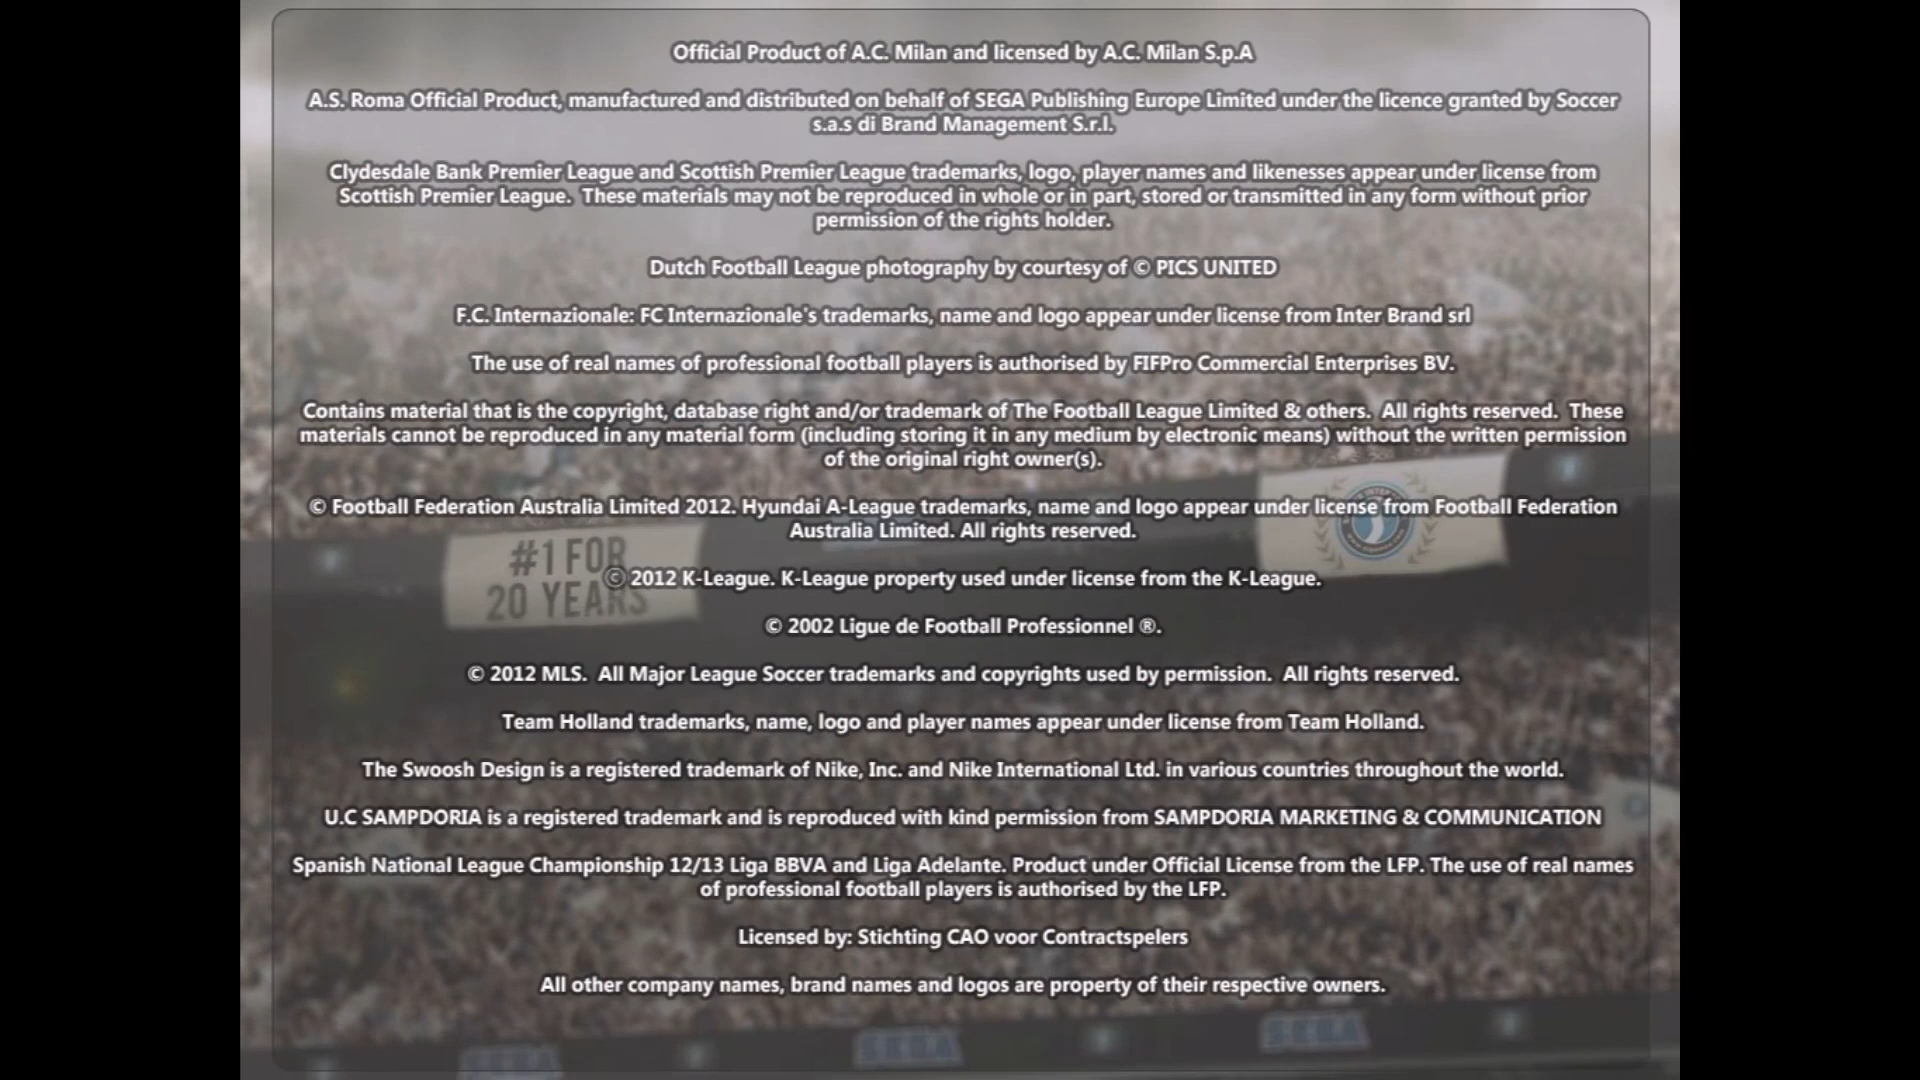 Official Product of A.C. Milan and licensed by A.C. Milan S.p.A
A.S. Roma Official Product, manufactured and distributed on behalf of SEGA Publishing Europe Limited under the licence granted by Soccer
s.a.s di Brand Management S.r.l.
Clydesdale Bank Premier League and Scottish Premier League trademarks, logo, player names and likenesses appear under license from
Scottish Premier League.  These materials may not be reproduced in whole or in part, stored or transmitted in any form without prior
permission of the rights holder.
Dutch Football League photography by courtesy of © PICS UNITED
F.C. Internazionale: FC Internazionale's trademarks, name and logo appear under license from Inter Brand srl
The use of real names of professional football players is authorised by FIFPro Commercial Enterprises BV.
Contains material that is the copyright, database right and/or trademark of The Football League Limited & others.  All rights reserved.  These
materials cannot be reproduced in any material form (including storing it in any medium by electronic means) without the written permission
of the original right owner(s).
© Football Federation Australia Limited 2012. Hyundai A-League trademarks, name and logo appear under license from Football Federation
Australia Limited. All rights reserved.
#1 FOR
20 YEARS
© 2012 K-League. K-League property used under license from the K-League.
© 2002 Ligue de Football Professionnel ®.
© 2012 MLS.  All Major League Soccer trademarks and copyrights used by permission.  All rights reserved.
Team Holland trademarks, name, logo and player names appear under license from Team Holland.
The Swoosh Design is a registered trademark of Nike, Inc. and Nike International Ltd. in various countries throughout the world.
U.C SAMPDORIA is a registered trademark and is reproduced with kind permission from SAMPDORIA MARKETING & COMMUNICATION
Spanish National League Championship 12/13 Liga BBVA and Liga Adelante. Product under Official License from the LFP. The use of real names
of professional football players is authorised by the LFP.
Licensed by: Stichting CAO voor Contractspelers
All other company names, brand names and logos are property of their respective owners.
SEGA SEGA SEGA